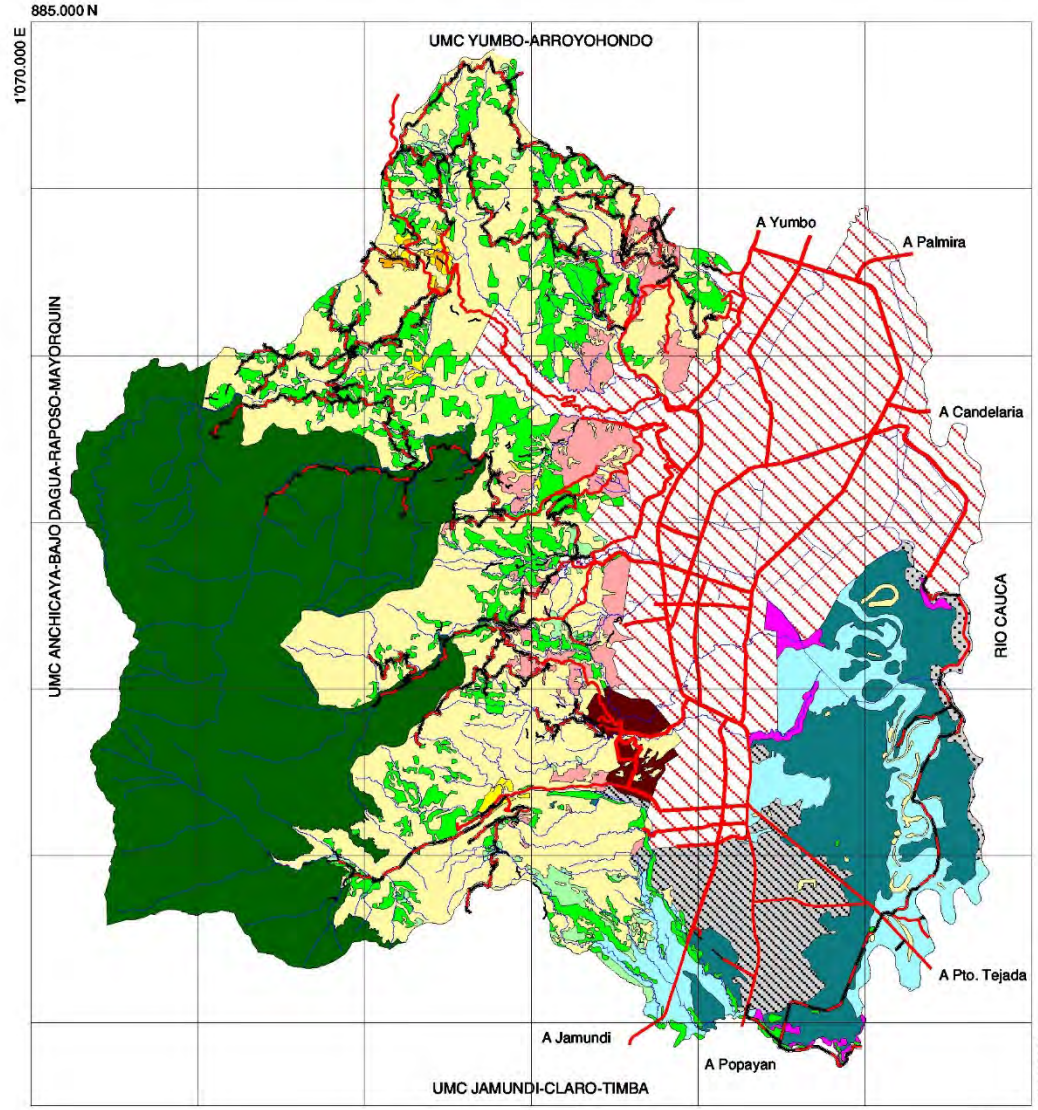 885.000 N
1'070.000 E
UMC YUMBO-ARROYOHONDO
A Yumbo
A Palmira
UMC ANCHICAYA-BAJO DAGUA-RAPOSO-MAYORQUIN
A Candelaria
RIO CAUCA
A Pto. Tejada
A Jamundi
A Popayan
UMC JAMUNDI-CLARO-TIMBA